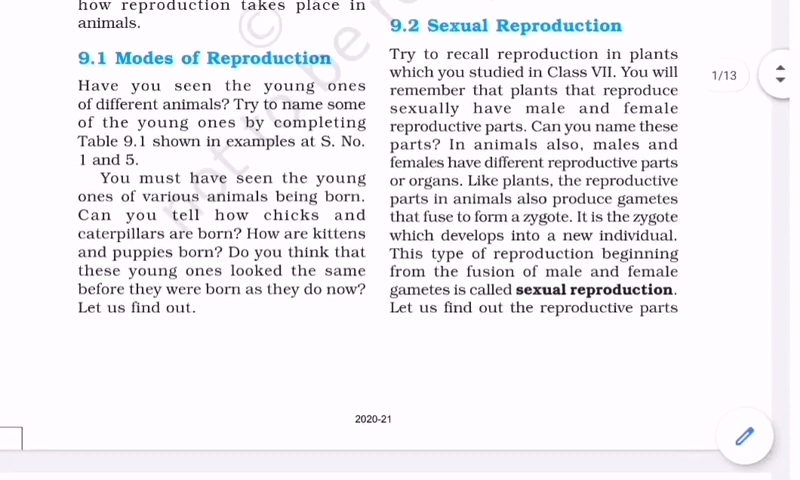 how reproduction takes place in
animals.
9.1 Modes of Reproduction
Have you seen the young ones
of different animals? Try to name some
of the young ones by completing
Table 9.1 shown in examples at S. No.
1 and 5.
You must have seen the young
ones of various animals being born.
Can you tell how chicks and
caterpillars are born? How are kittens
and puppies born? Do you think that
these young ones looked the same
before they were born as they do now?
Let us find out.
9.2 Sexual Reproduction
Try to recall reproduction in plants
which you studied in Class VII. You will
remember that plants that reproduce
sexually have male and female
reproductive parts. Can you name these
parts? In animals also, males and
females have different reproductive parts
or organs. Like plants, the reproductive
parts in animals also produce gametes
that fuse to form a zygote. It is the zygote
which develops into a new individual.
This type of reproduction beginning
from the fusion of male and female
gametes is called sexual reproduction.
Let us find out the reproductive parts
1/13
2020-21
©
not to be re